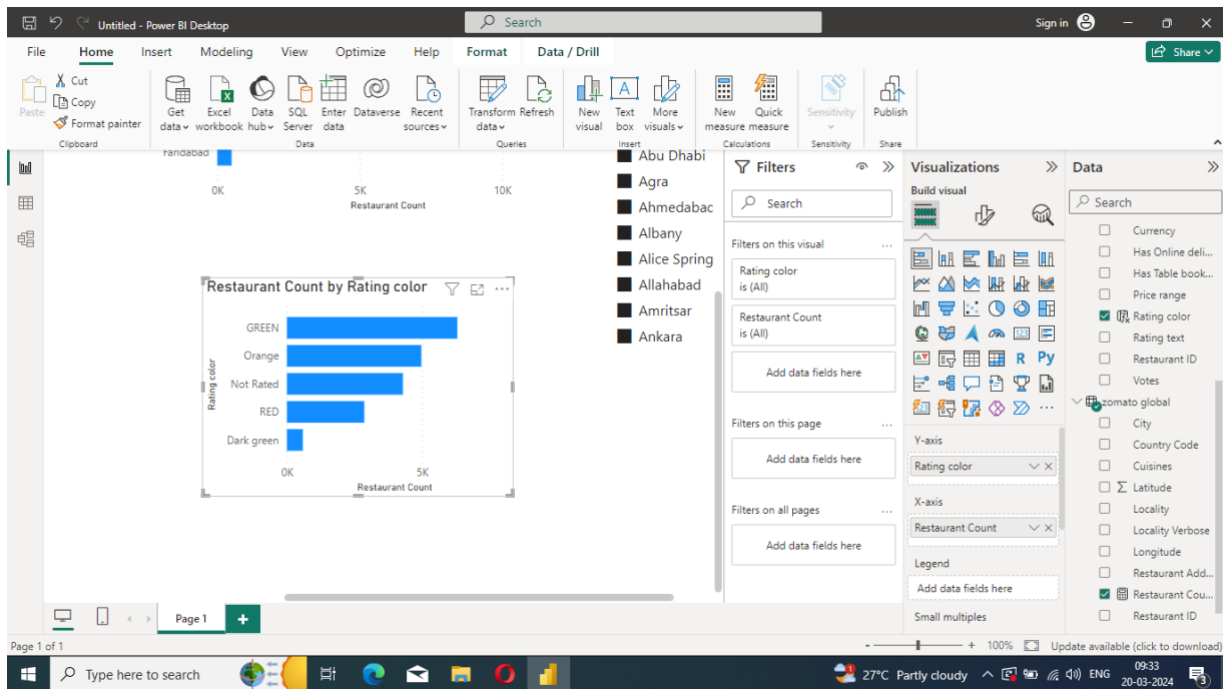 Untitled - Power BI Desktop
Search
Sign in
File Home Insert Modeling View Optimize Help Format Data / Drill
Share
Paste
Cut
Copy
Format painter
Clipboard
Get data
Excel workbook
Data hub
SQL Server
Enter data
Dataverse
Recent sources
Data
Transform data
Refresh
Queries
New visual
Text box
More visuals
Insert
New measure
Quick measure
Calculations
Sensitivity
Sensitivity
Publish
Share
Faridabad
0K 5K 10K
Restaurant Count
Abu Dhabi
Agra
Ahmedabac
Albany
Alice Spring
Allahabad
Amritsar
Ankara
Restaurant Count by Rating color
Rating color
GREEN
Orange
Not Rated
RED
Dark green
0K 5K
Restaurant Count
Filters
Search
Filters on this visual
Rating color
is (All)
Restaurant Count
is (All)
Add data fields here
Filters on this page
Add data fields here
Filters on all pages
Add data fields here
Visualizations
Build visual
R Py
Y-axis
Rating color
X-axis
Restaurant Count
Legend
Add data fields here
Small multiples
Data
Search
Currency
Has Online deli...
Has Table book...
Price range
Rating color
Rating text
Restaurant ID
Votes
zomato global
City
Country Code
Cuisines
Latitude
Locality
Locality Verbose
Longitude
Restaurant Add...
Restaurant Cou...
Restaurant ID
Page 1
Page 1 of 1
100%
Update available (click to download)
Type here to search
27°C Partly cloudy
ENG
09:33
20-03-2024
3